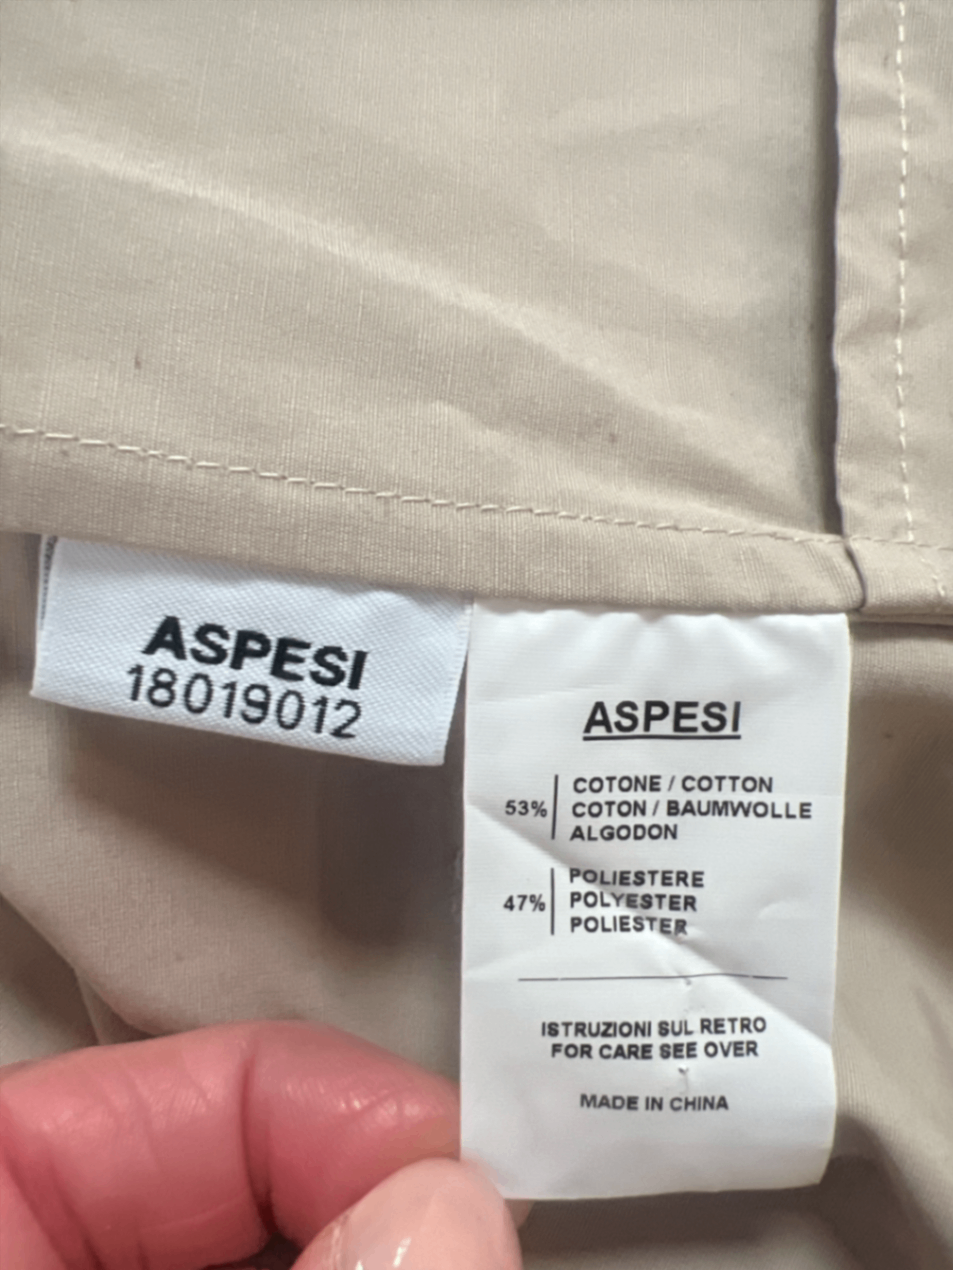 ASPESI
18019012
ASPESI
53%
COTONE / COTTON
COTON / BAUMWOLLE
ALGODON
47%
POLIESTERE
POLYESTER
POLIESTER
ISTRUZIONI SUL RETRO
FOR CARE SEE OVER
MADE IN CHINA